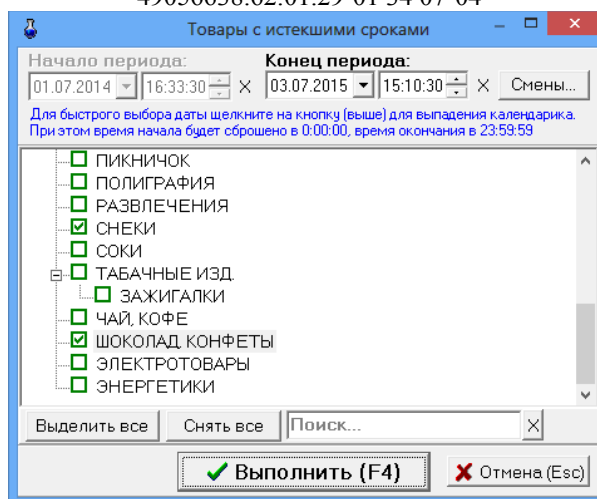 Товары с истекшими сроками
Начало периода: Конец периода:
01.07.2014 16:33:30 X 03.07.2015 15:10:30 X Смены...
Для быстрого выбора даты щелкните на кнопку (выше) для выпадения календарика.
При этом время начала будет сброшено в 0:00:00, время окончания в 23:59:59
ПИКНИЧОК
ПОЛИГРАФИЯ
РАЗВЛЕЧЕНИЯ
СНЕКИ
СОКИ
ТАБАЧНЫЕ ИЗД.
ЗАЖИГАЛКИ
ЧАЙ, КОФЕ
ШОКОЛАД, КОНФЕТЫ
ЭЛЕКТРОТОВАРЫ
ЭНЕРГЕТИКИ
Выделить все Снять все Поиск... X
Выполнить (F4) Отмена (Esc)